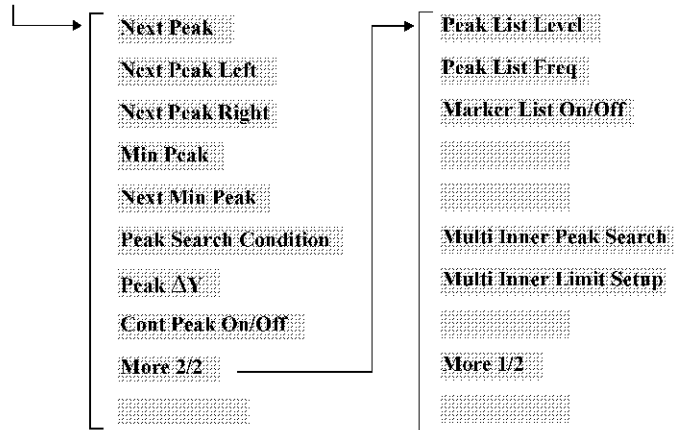 Next Peak
Next Peak Left
Next Peak Right
Min Peak
Next Min Peak
Peak Search Condition
Peak ΔY
Cont Peak On/Off
More 2/2
Peak List Level
Peak List Freq
Marker List On/Off
Multi Inner Peak Search
Multi Inner Limit Setup
More 1/2